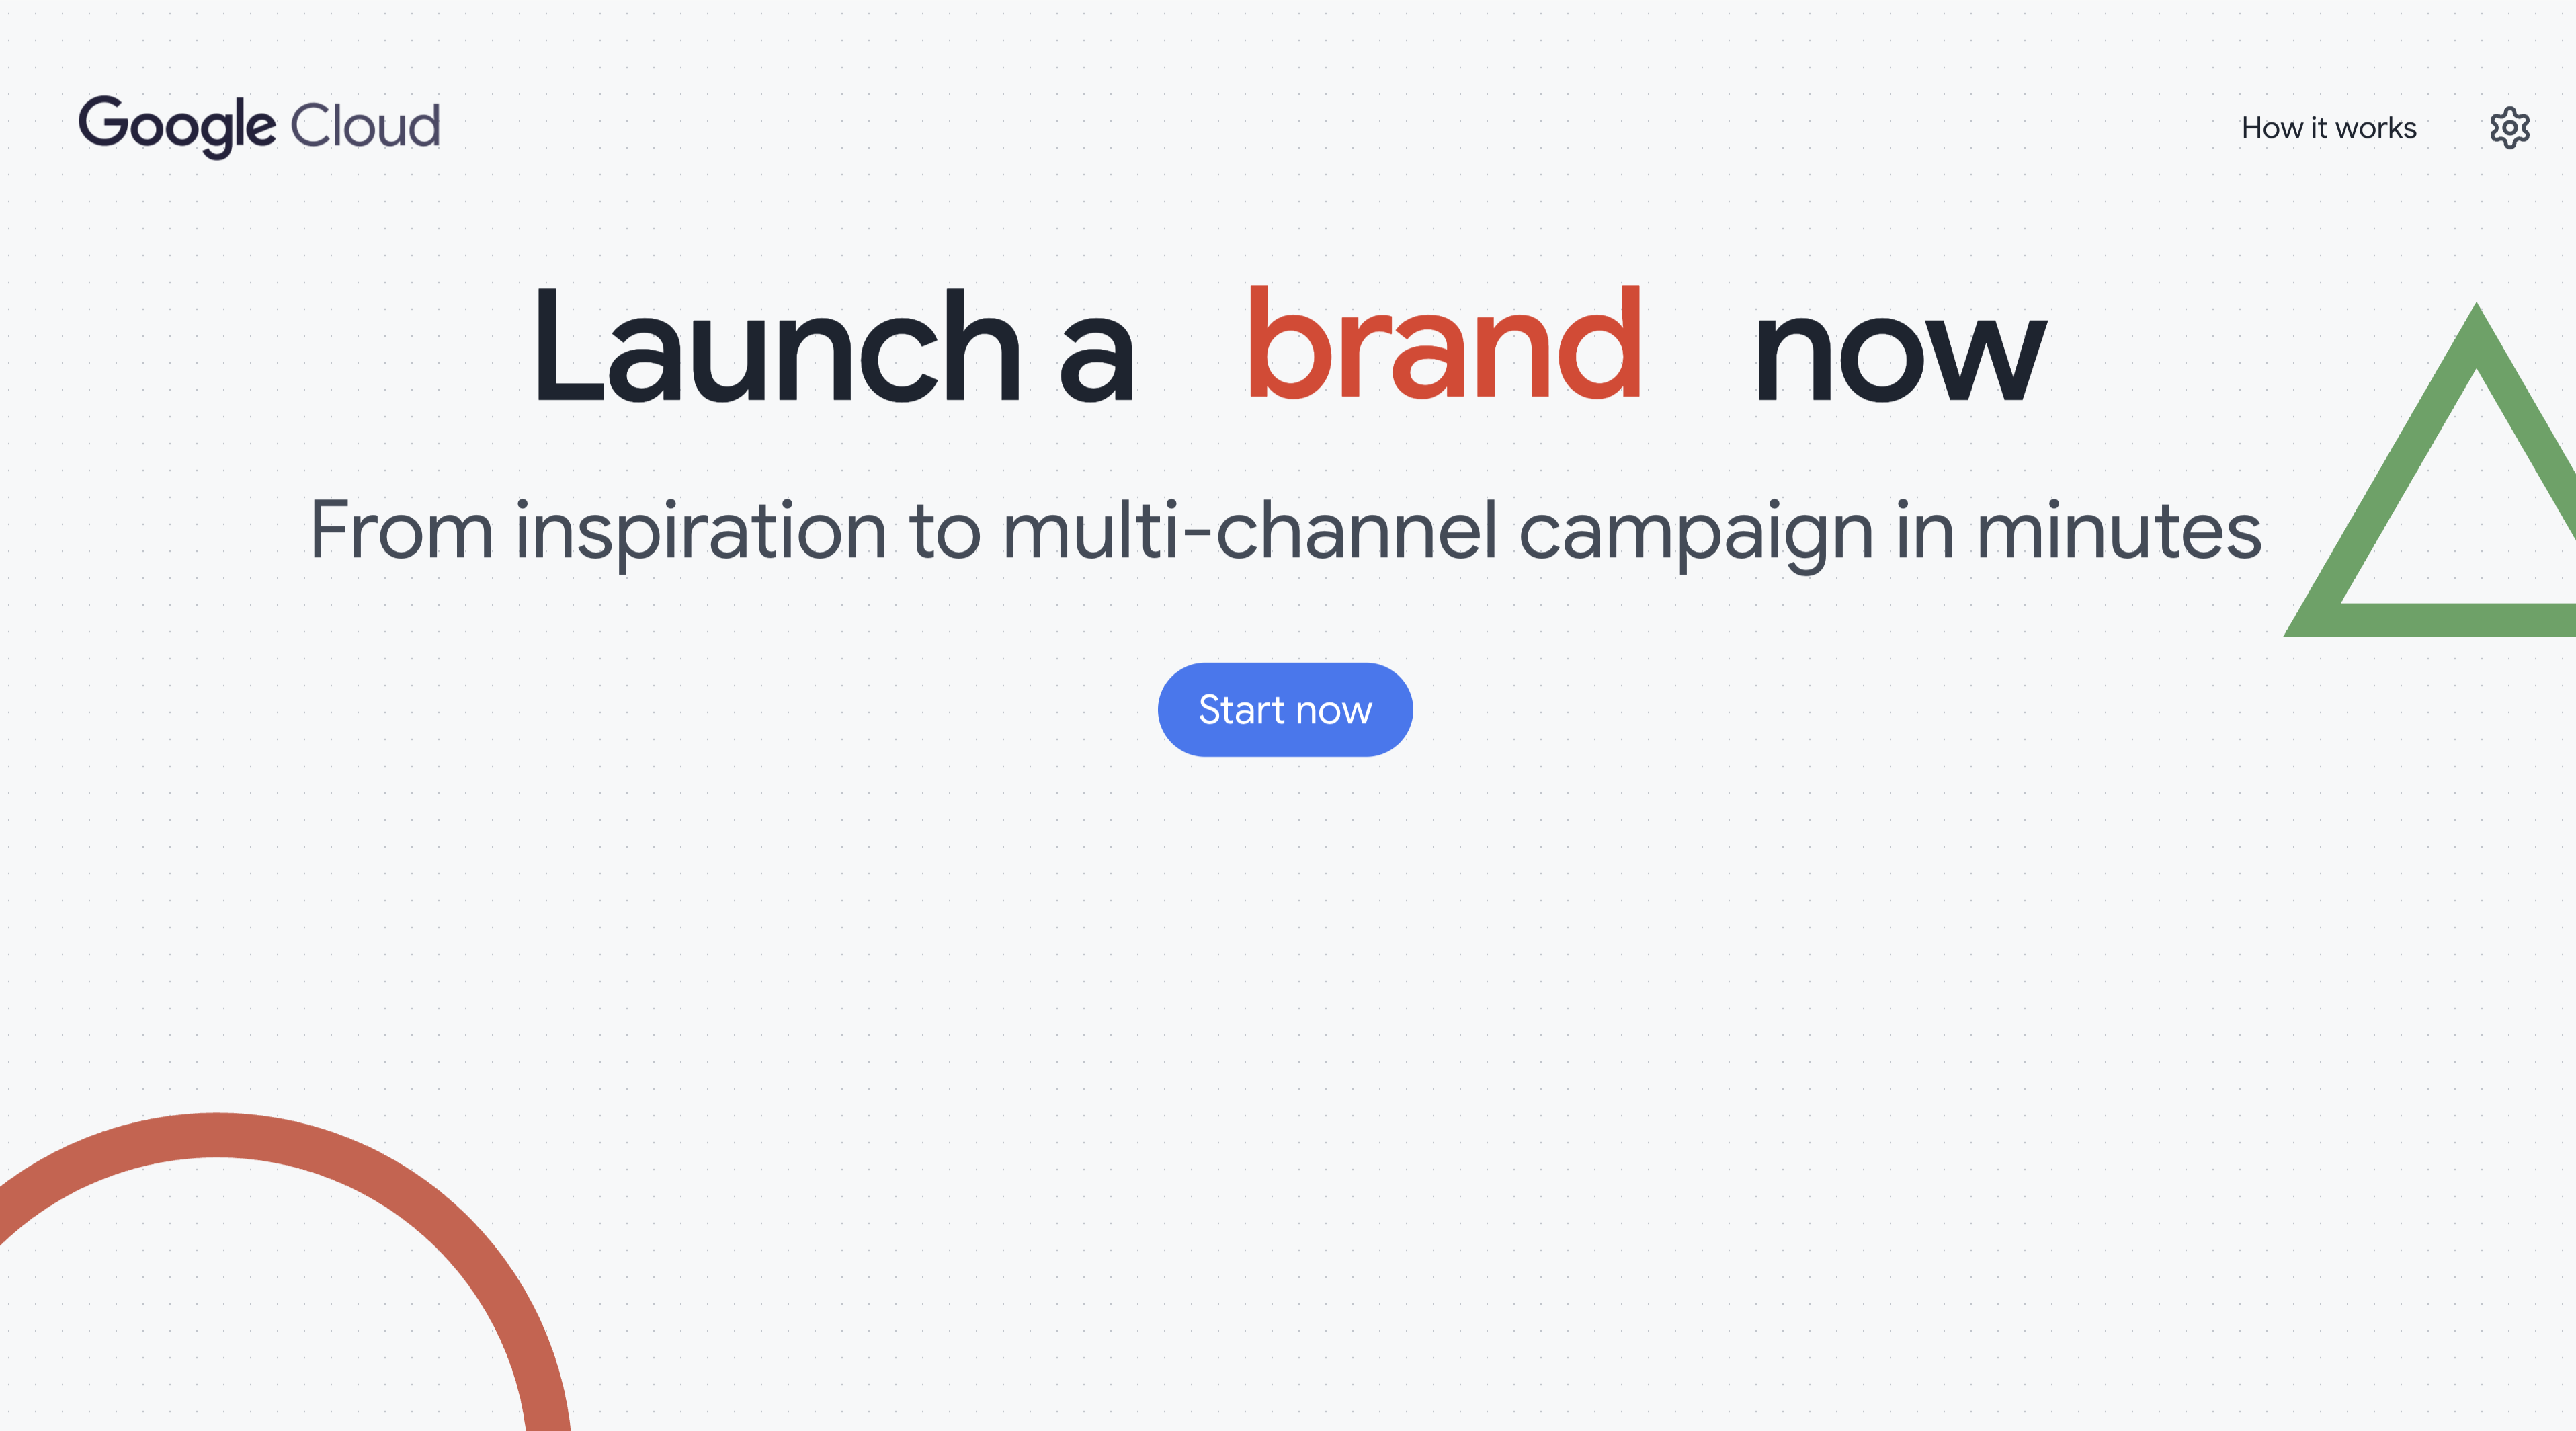 Google Cloud
How it works
Launch a brand now
From inspiration to multi-channel campaign in minutes
Start now